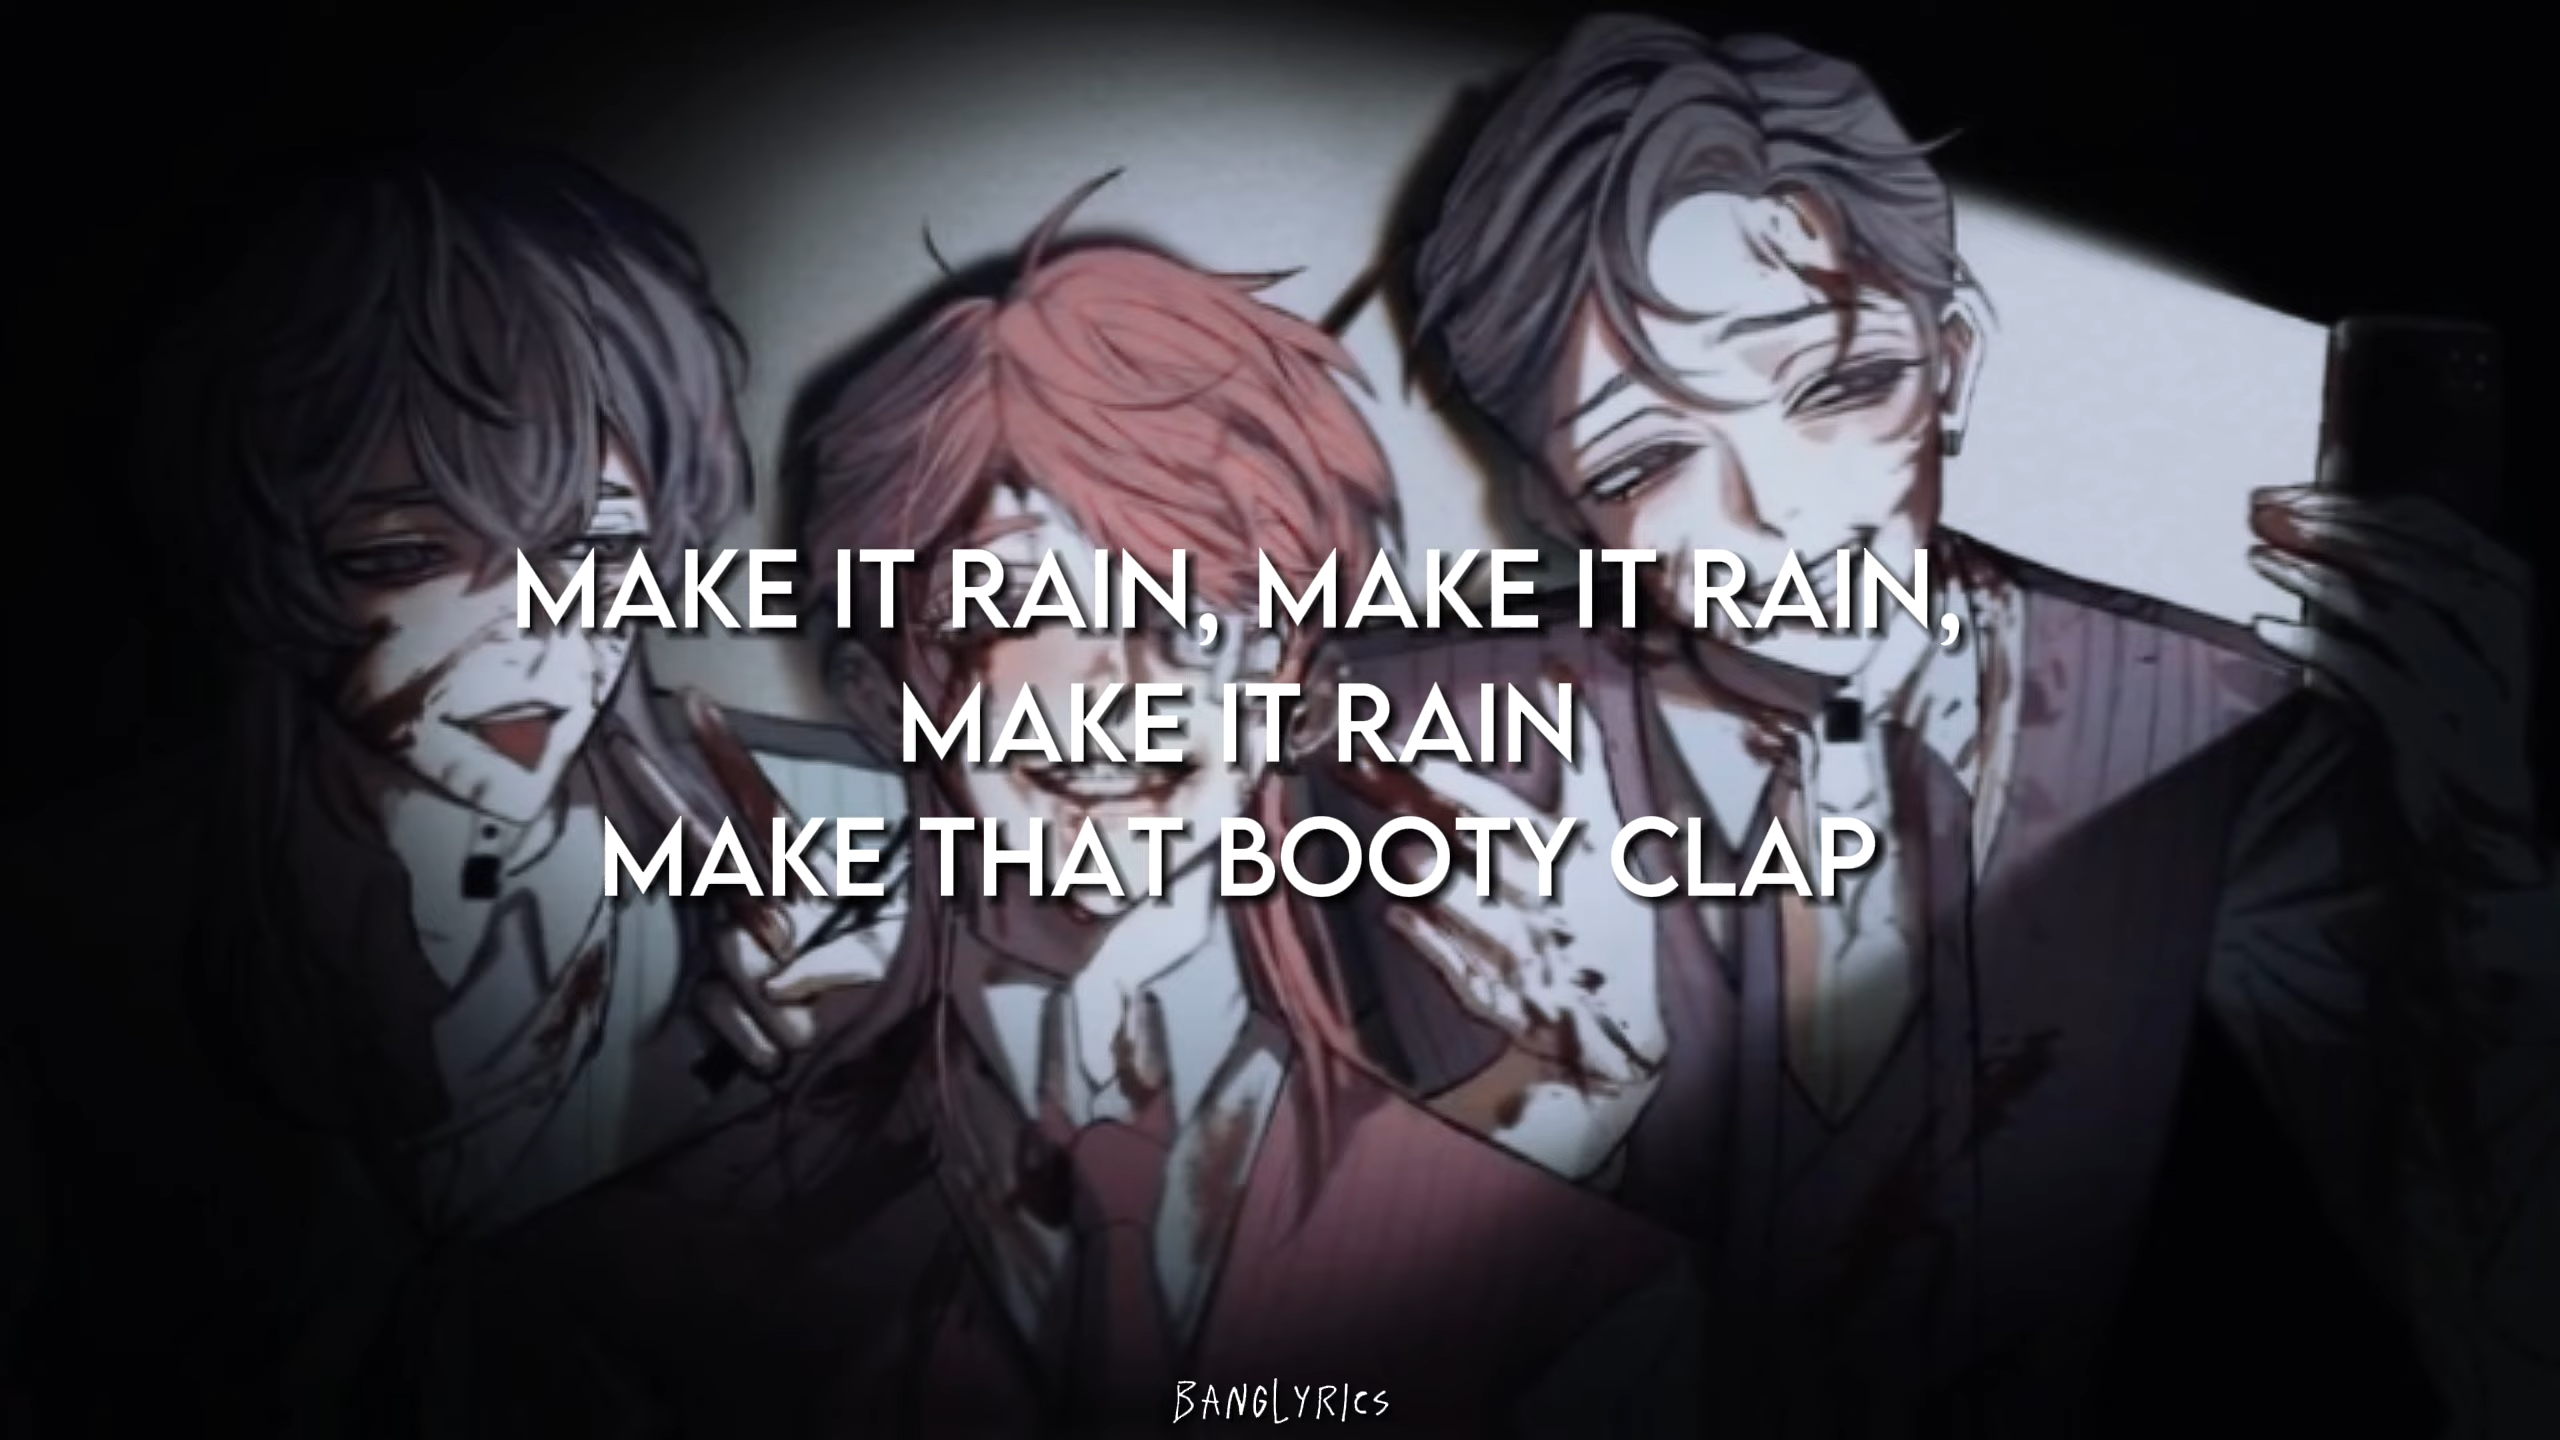 MAKE IT RAIN, MAKE IT RAIN,
MAKE IT RAIN
MAKE THAT BOOTY CLAP
BANGLYRICS